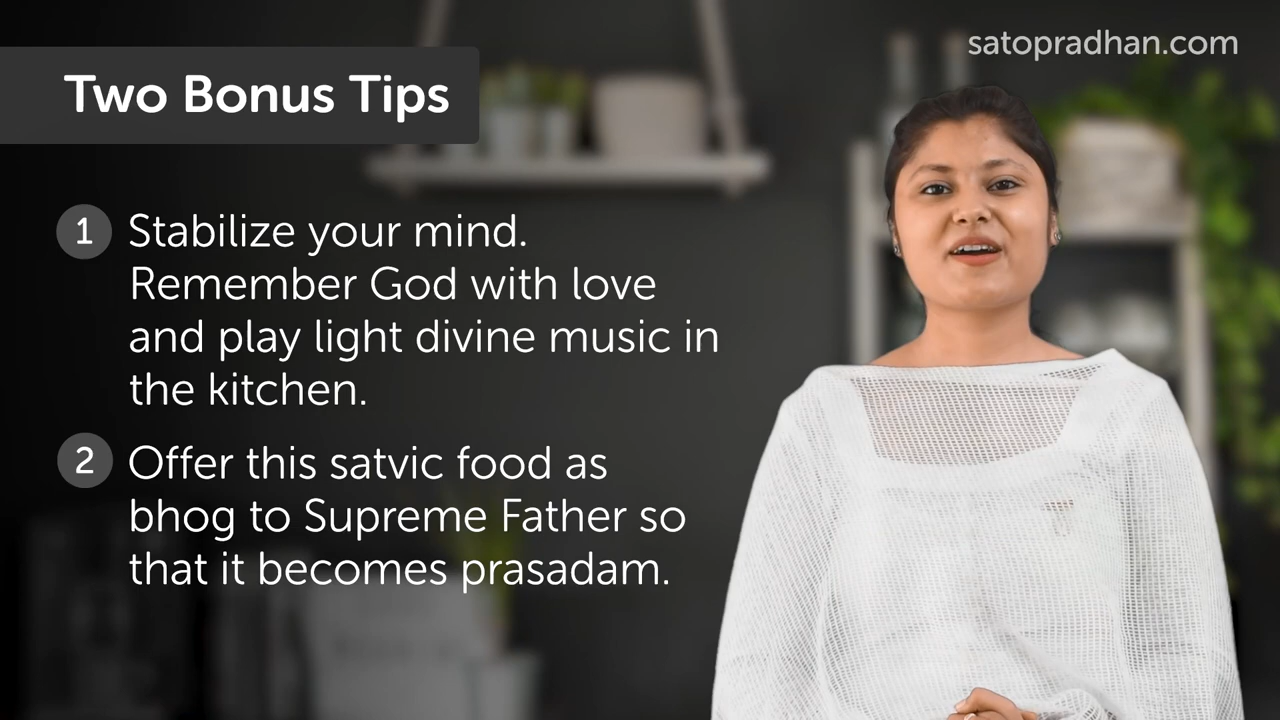 satopradhan.com
Two Bonus Tips
1 Stabilize your mind.
Remember God with love
and play light divine music in
the kitchen.
2 Offer this satvic food as
bhog to Supreme Father so
that it becomes prasadam.